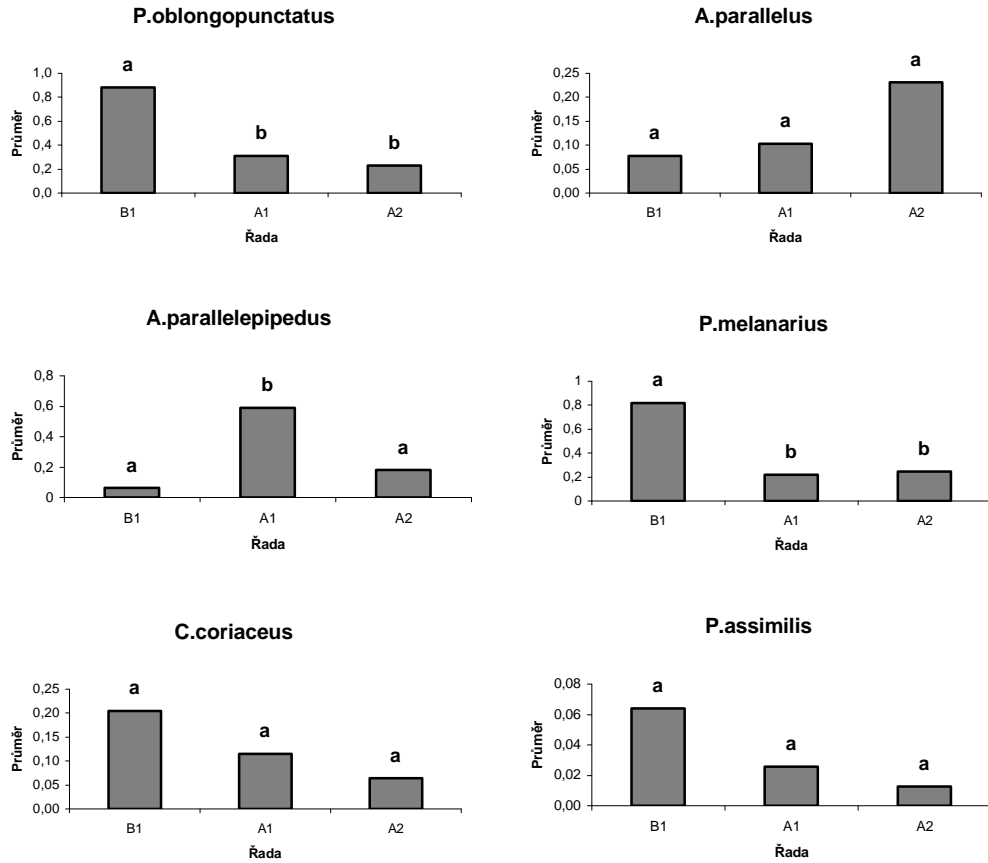 P.oblongopunctatus
a
b
b
1,0
0,8
0,6
0,4
0,2
0,0
Průměr
B1
A1
A2
Řada
A.parallelus
a
a
a
0,25
0,20
0,15
0,10
0,05
0,00
Průměr
B1
A1
A2
Řada
A.parallelepipedus
a
b
a
0,8
0,6
0,4
0,2
0
Průměr
B1
A1
A2
Řada
P.melanarius
a
b
b
1
0,8
0,6
0,4
0,2
0
Průměr
B1
A1
A2
Řada
C.coriaceus
a
a
a
0,25
0,20
0,15
0,10
0,05
0,00
Průměr
B1
A1
A2
Řada
P.assimilis
a
a
a
0,08
0,06
0,04
0,02
0,00
Průměr
B1
A1
A2
Řada